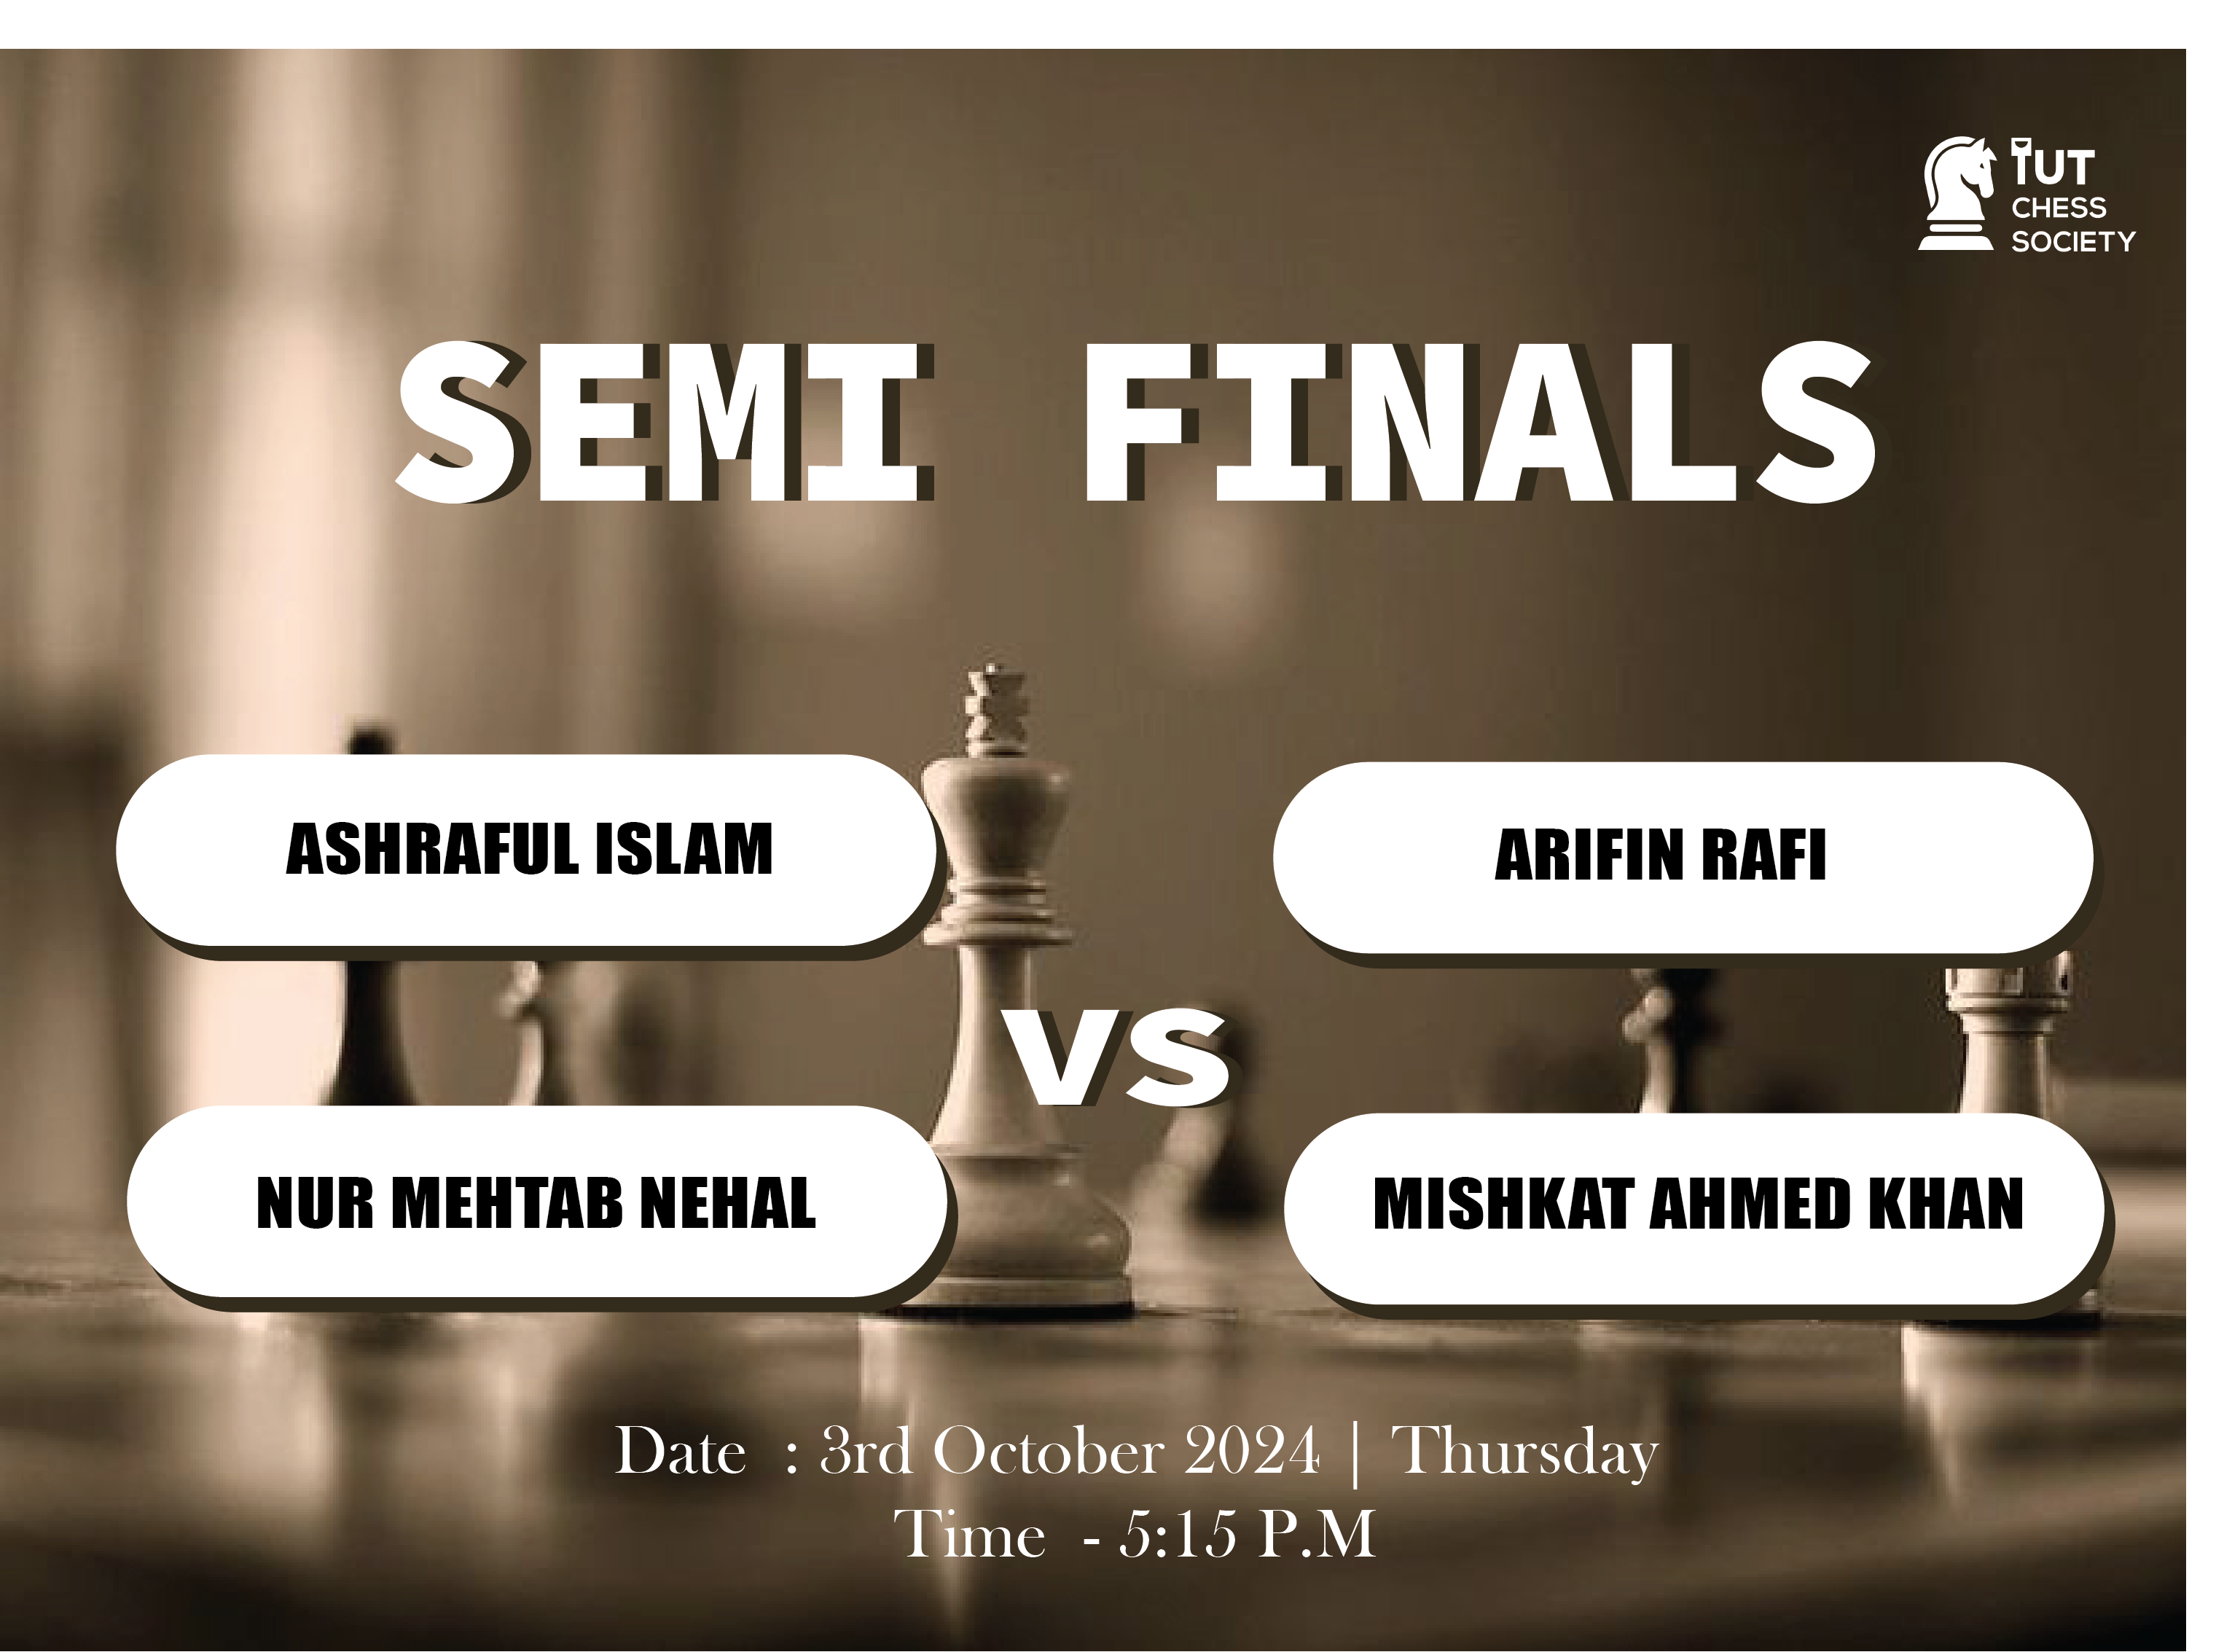 IUT
CHESS
SOCIETY
SEMI FINALS
ASHRAFUL ISLAM
ARIFIN RAFI
VS
NUR MEHTAB NEHAL
MISHKAT AHMED KHAN
Date : 3rd October 2024 | Thursday
Time - 5:15 P.M